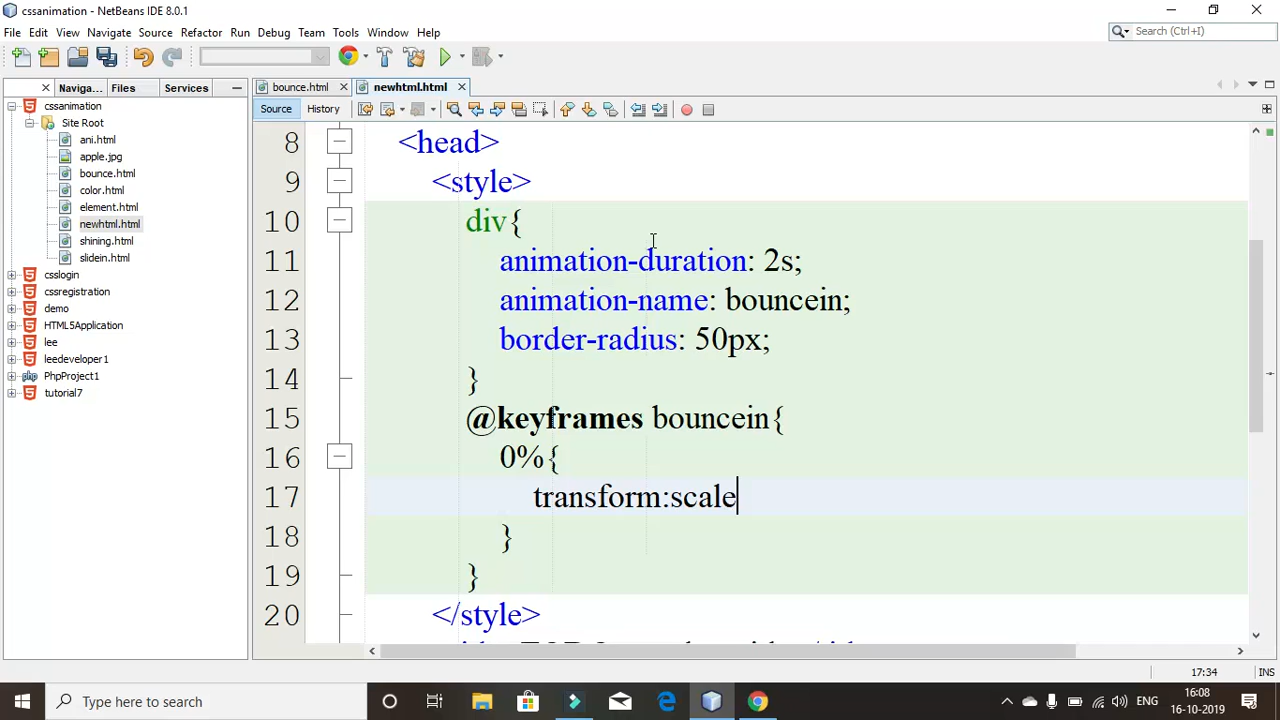 cssanimation - NetBeans IDE 8.0.1
File Edit View Navigate Source Refactor Run Debug Team Tools Window Help
Search (Ctrl+I)
Naviga... Files Services
bounce.html newhtml.html
Source History
cssanimation
Site Root
ani.html
apple.jpg
bounce.html
color.html
element.html
newhtml.html
shining.html
slidein.html
csslogin
cssregistration
demo
HTML5Application
lee
leedeveloper1
PhpProject1
tutorial7
8 <head>
9 <style>
10 div{
11 animation-duration: 2s;
12 animation-name: bouncein;
13 border-radius: 50px;
14 }
15 @keyframes bouncein{
16 0%{
17 transform:scale
18 }
19 }
20 </style>
17:34 INS
Type here to search
ENG
16:08
16-10-2019